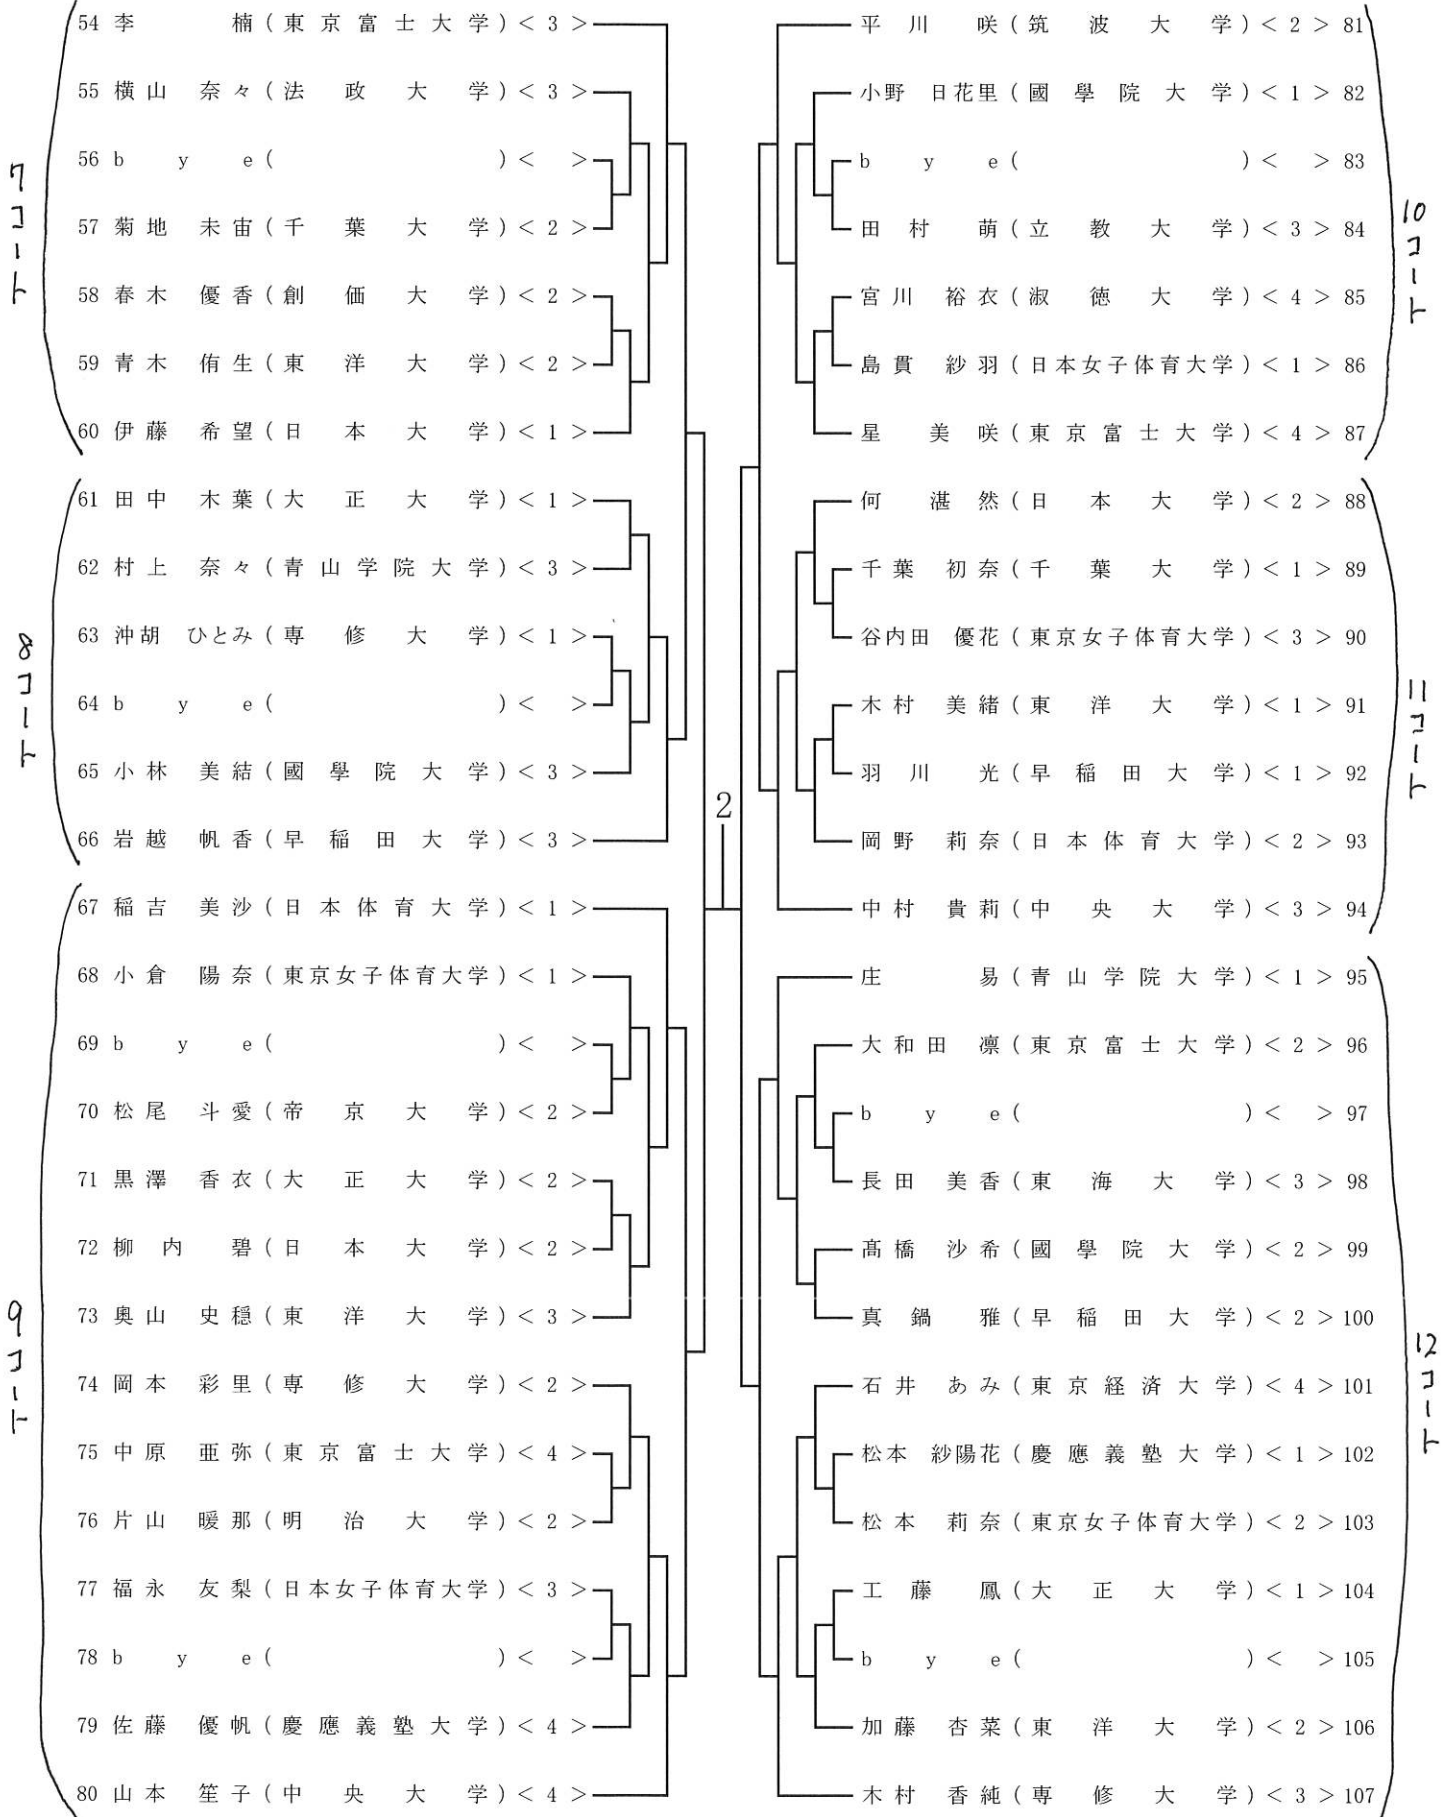 54 李 楠 ( 東京富士大学 ) < 3 >
55 横山 奈々 ( 法政大学 ) < 3 >
56 bye ( ) < >
57 菊地 未宙 ( 千葉大学 ) < 2 >
58 春木 優香 ( 創価大学 ) < 2 >
59 青木 侑生 ( 東洋大学 ) < 2 >
60 伊藤 希望 ( 日本大学 ) < 1 >
7コート
61 田中 木葉 ( 大正大学 ) < 1 >
62 村上 奈々 ( 青山学院大学 ) < 3 >
63 沖胡 ひとみ ( 専修大学 ) < 1 >
64 bye ( ) < >
65 小林 美結 ( 國學院大学 ) < 3 >
66 岩越 帆香 ( 早稲田大学 ) < 3 >
8コート
67 稲吉 美沙 ( 日本体育大学 ) < 1 >
68 小倉 陽奈 ( 東京女子体育大学 ) < 1 >
69 bye ( ) < >
70 松尾 斗愛 ( 帝京大学 ) < 2 >
71 黒澤 香衣 ( 大正大学 ) < 2 >
72 柳内 碧 ( 日本大学 ) < 2 >
73 奥山 史穏 ( 東洋大学 ) < 3 >
74 岡本 彩里 ( 専修大学 ) < 2 >
75 中原 亜弥 ( 東京富士大学 ) < 4 >
76 片山 暖那 ( 明治大学 ) < 2 >
77 福永 友梨 ( 日本女子体育大学 ) < 3 >
78 bye ( ) < >
79 佐藤 優帆 ( 慶應義塾大学 ) < 4 >
80 山本 笙子 ( 中央大学 ) < 4 >
9コート
2
平川 咲 ( 筑波大学 ) < 2 > 81
小野 日花里 ( 國學院大学 ) < 1 > 82
bye ( ) < > 83
田村 萌 ( 立教大学 ) < 3 > 84
宮川 裕衣 ( 淑徳大学 ) < 4 > 85
島貫 紗羽 ( 日本女子体育大学 ) < 1 > 86
星 美咲 ( 東京富士大学 ) < 4 > 87
10コート
何 湛然 ( 日本大学 ) < 2 > 88
千葉 初奈 ( 千葉大学 ) < 1 > 89
谷内田 優花 ( 東京女子体育大学 ) < 3 > 90
木村 美緒 ( 東洋大学 ) < 1 > 91
羽川 光 ( 早稲田大学 ) < 1 > 92
岡野 莉奈 ( 日本体育大学 ) < 2 > 93
中村 貴莉 ( 中央大学 ) < 3 > 94
11コート
庄 易 ( 青山学院大学 ) < 1 > 95
大和田 凛 ( 東京富士大学 ) < 2 > 96
bye ( ) < > 97
長田 美香 ( 東海大学 ) < 3 > 98
髙橋 沙希 ( 國學院大学 ) < 2 > 99
真鍋 雅 ( 早稲田大学 ) < 2 > 100
石井 あみ ( 東京経済大学 ) < 4 > 101
松本 紗陽花 ( 慶應義塾大学 ) < 1 > 102
松本 莉奈 ( 東京女子体育大学 ) < 2 > 103
工藤 鳳 ( 大正大学 ) < 1 > 104
bye ( ) < > 105
加藤 杏菜 ( 東洋大学 ) < 2 > 106
木村 香純 ( 専修大学 ) < 3 > 107
12コート